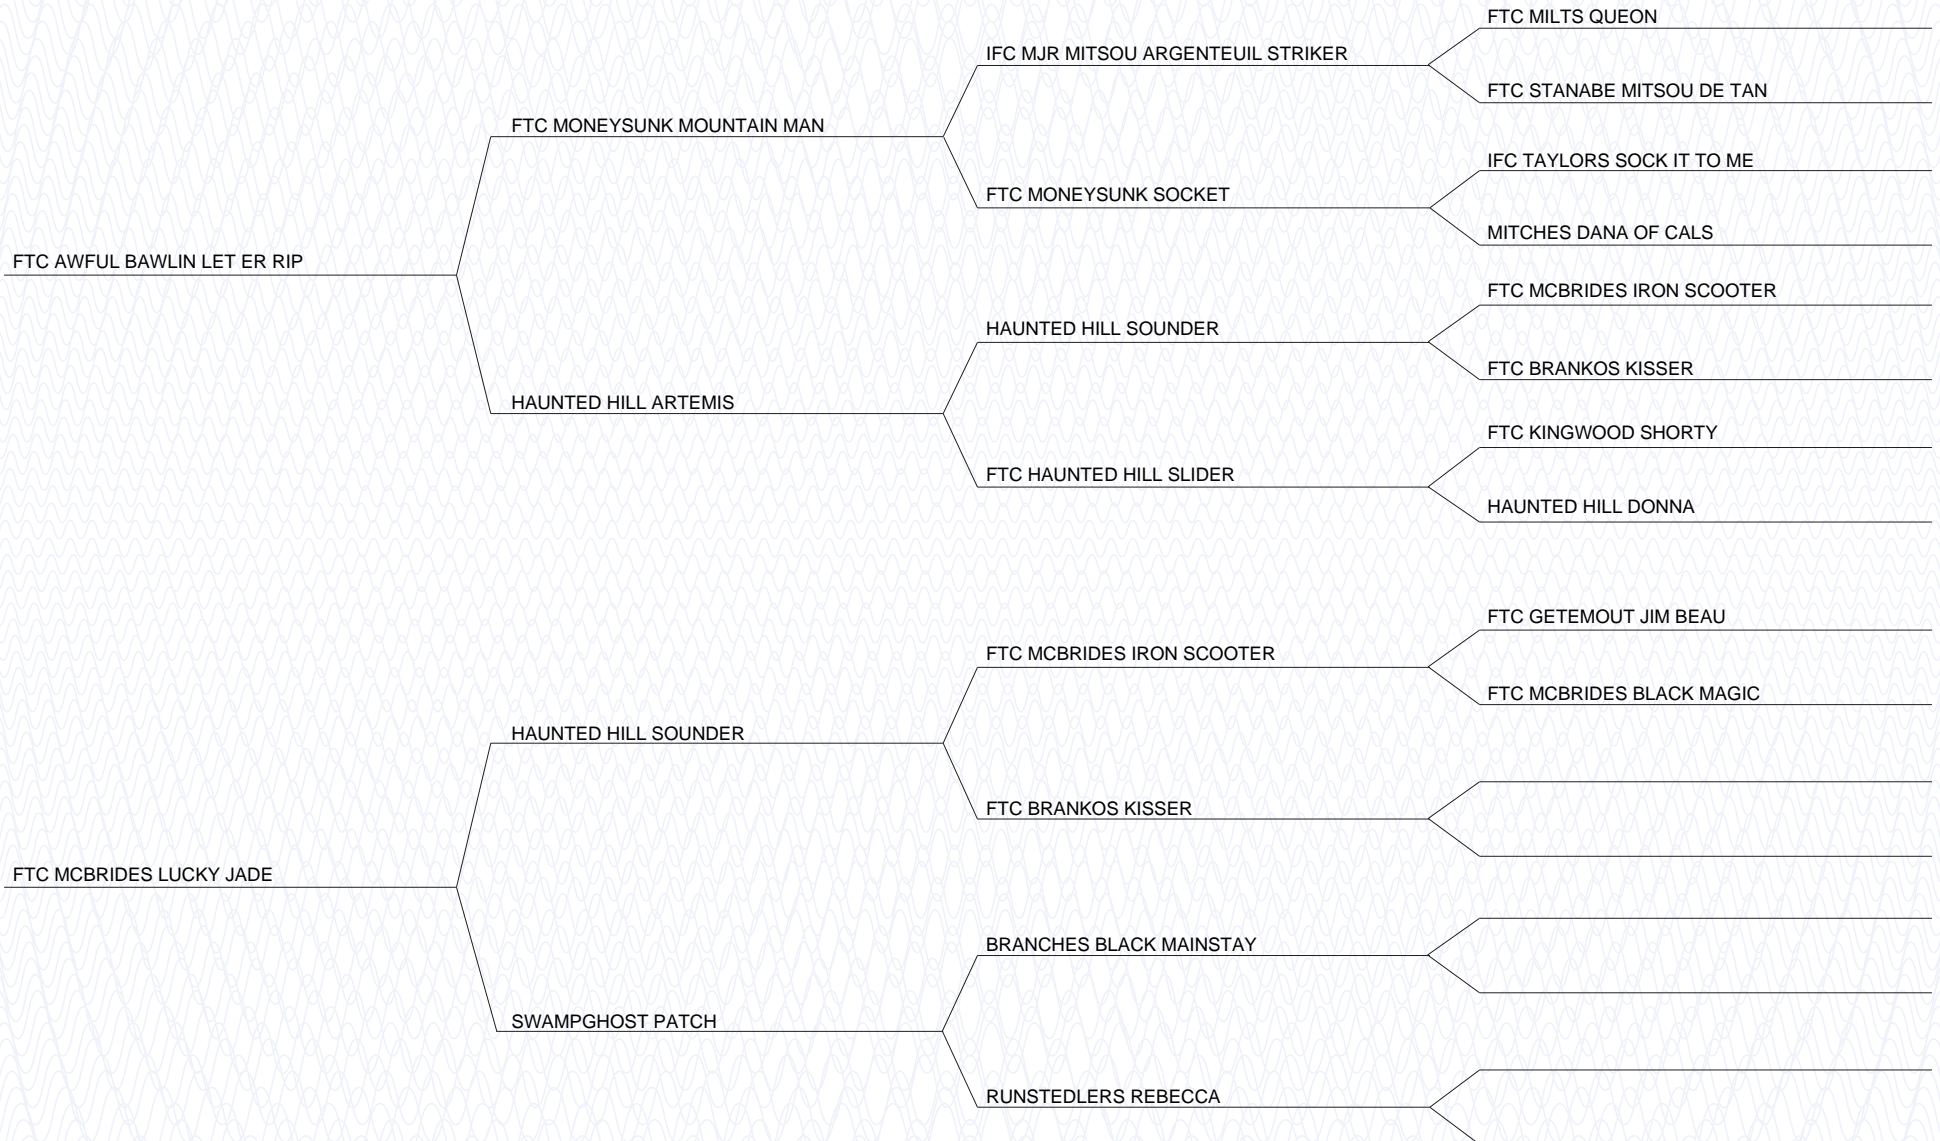 FTC MILTS QUEON
IFC MJR MITSOU ARGENTEUIL STRIKER
FTC STANABE MITSOU DE TAN
FTC MONEYSUNK MOUNTAIN MAN
IFC TAYLORS SOCK IT TO ME
FTC MONEYSUNK SOCKET
MITCHES DANA OF CALS
FTC AWFUL BAWLIN LET ER RIP
FTC MCBRIDES IRON SCOOTER
HAUNTED HILL SOUNDER
FTC BRANKOS KISSER
HAUNTED HILL ARTEMIS
FTC KINGWOOD SHORTY
FTC HAUNTED HILL SLIDER
HAUNTED HILL DONNA
FTC GETEMOUT JIM BEAU
FTC MCBRIDES IRON SCOOTER
FTC MCBRIDES BLACK MAGIC
HAUNTED HILL SOUNDER
FTC BRANKOS KISSER
FTC MCBRIDES LUCKY JADE
BRANCHES BLACK MAINSTAY
SWAMPGHOST PATCH
RUNSTEDLERS REBECCA